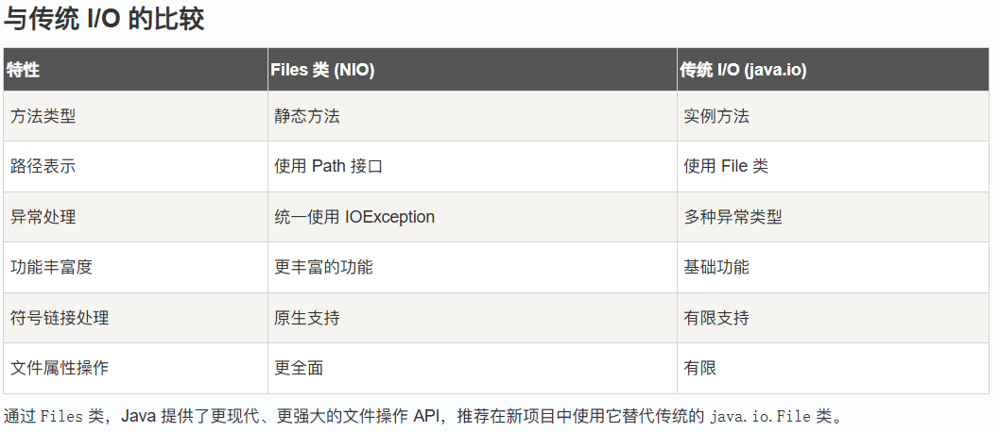 与传统 I/O 的比较
特性 Files 类 (NIO) 传统 I/O (java.io)
方法类型 静态方法 实例方法
路径表示 使用 Path 接口 使用 File 类
异常处理 统一使用 IOException 多种异常类型
功能丰富度 更丰富的功能 基础功能
符号链接处理 原生支持 有限支持
文件属性操作 更全面 有限
通过 Files 类，Java 提供了更现代、更强大的文件操作 API，推荐在新项目中使用它替代传统的 java.io.File 类。